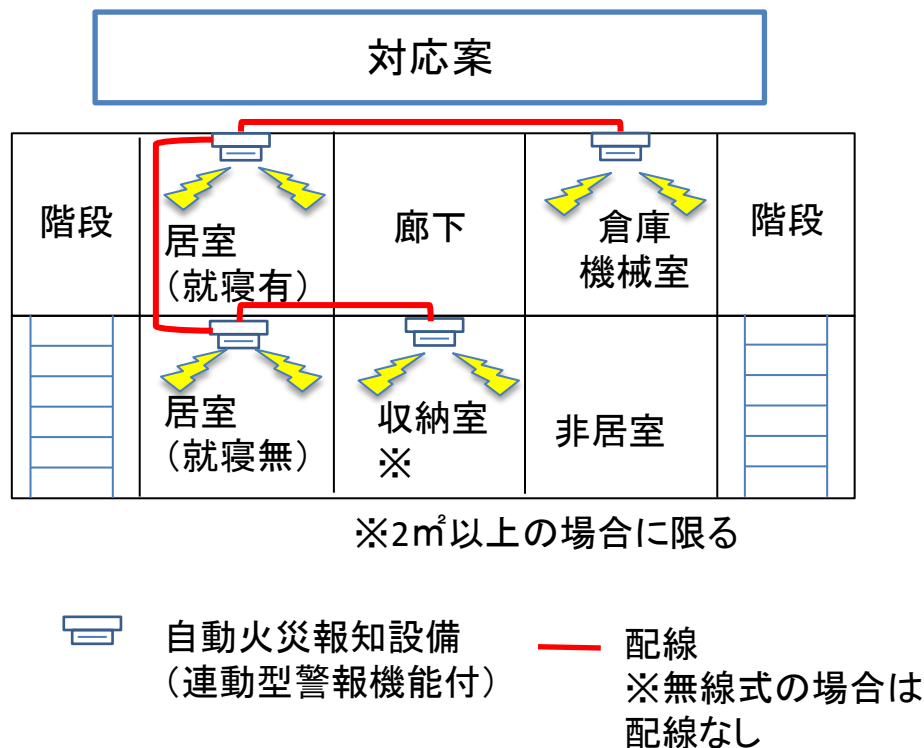 対応案
階段
居室
(就寝有)
廊下
倉庫
機械室
階段
居室
(就寝無)
収納室
※
非居室
※2㎡以上の場合に限る
自動火災報知設備
(連動型警報機能付)
配線
※無線式の場合は
配線なし